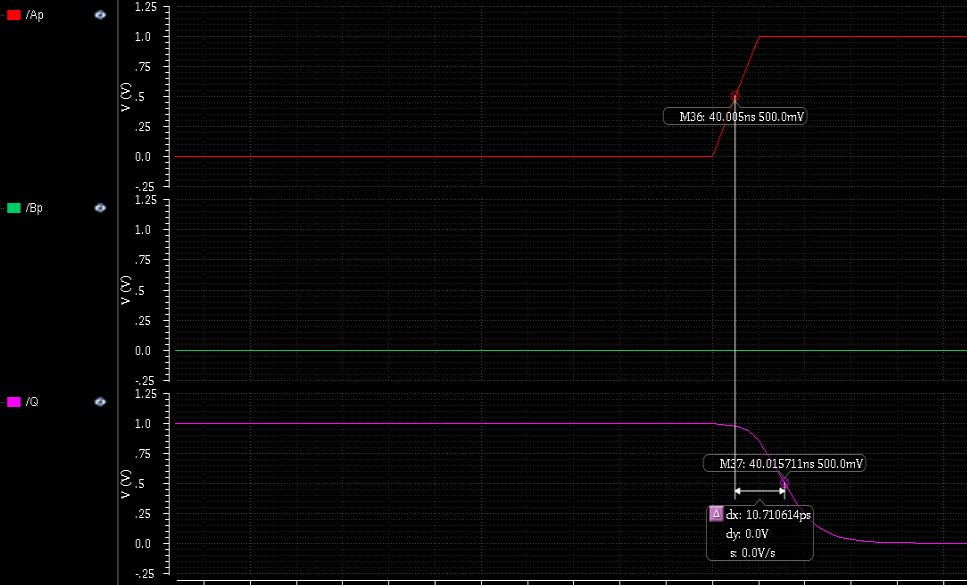 /Ap
1.25
1.0
.75
.5
.25
0.0
-.25
V (V)
M36: 40.005ns 500.0mV
/Bp
1.25
1.0
.75
.5
.25
0.0
-.25
V (V)
/Q
1.25
1.0
.75
.5
.25
0.0
-.25
V (V)
M37: 40.015711ns 500.0mV
Δ dx: 10.710614ps
dy: 0.0V
s: 0.0V/s